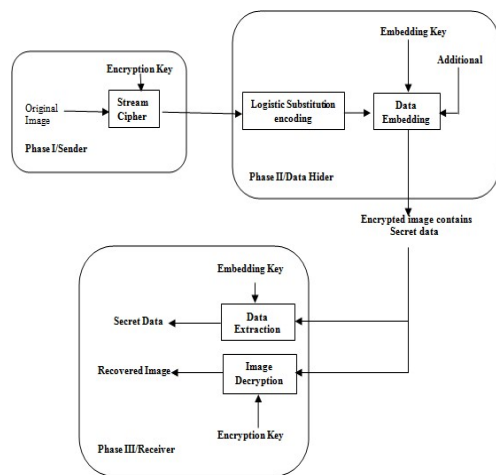 Encryption Key
Original
Image
Stream
Cipher
Phase I/Sender
Embedding Key
Additional
Logistic Substitution
encoding
Data
Embedding
Phase II/Data Hider
Encrypted image contains
Secret data
Embedding Key
Secret Data
Data
Extraction
Recovered Image
Image
Decryption
Encryption Key
Phase III/Receiver